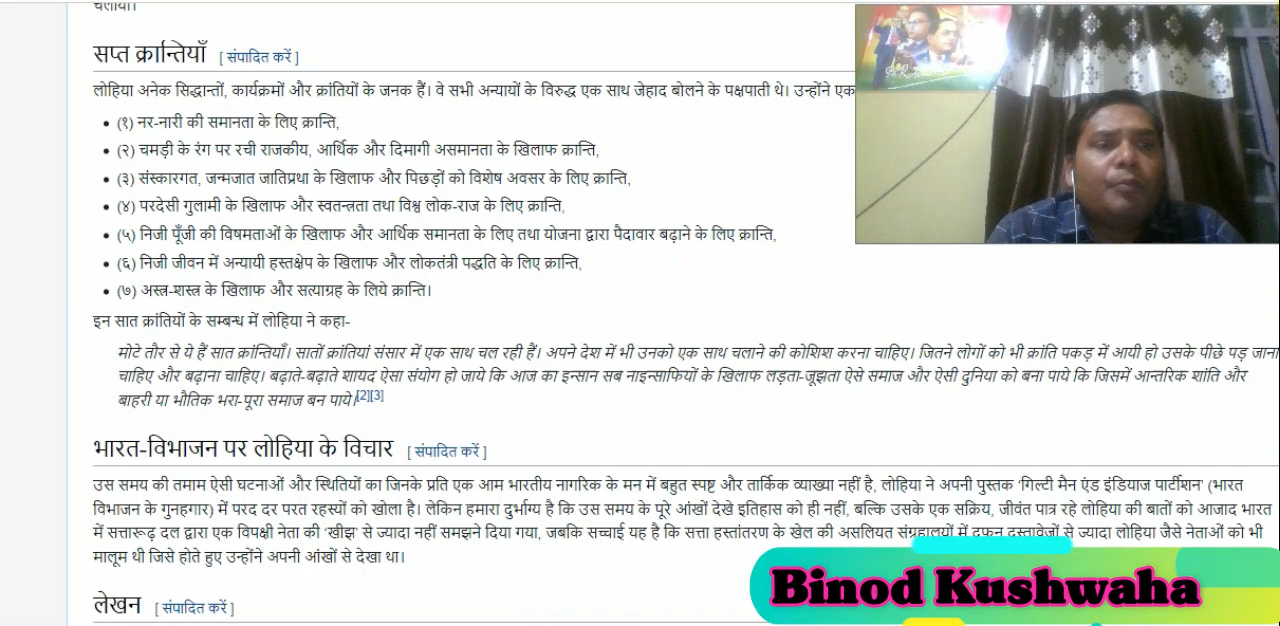 चलाया।
सप्त क्रान्तियाँ [ संपादित करें ]
लोहिया अनेक सिद्धान्तों, कार्यक्रमों और क्रांतियों के जनक हैं। वे सभी अन्यायों के विरुद्ध एक साथ जेहाद बोलने के पक्षपाती थे। उन्होंने एक
• (१) नर-नारी की समानता के लिए क्रान्ति,
• (२) चमड़ी के रंग पर रची राजकीय, आर्थिक और दिमागी असमानता के खिलाफ क्रान्ति,
• (३) संस्कारगत, जन्मजात जातिप्रथा के खिलाफ और पिछड़ों को विशेष अवसर के लिए क्रान्ति,
• (४) परदेसी गुलामी के खिलाफ और स्वतन्त्रता तथा विश्व लोक-राज के लिए क्रान्ति,
• (५) निजी पूँजी की विषमताओं के खिलाफ और आर्थिक समानता के लिए तथा योजना द्वारा पैदावार बढ़ाने के लिए क्रान्ति,
• (६) निजी जीवन में अन्यायी हस्तक्षेप के खिलाफ और लोकतंत्री पद्धति के लिए क्रान्ति,
• (७) अस्त्र-शस्त्र के खिलाफ और सत्याग्रह के लिये क्रान्ति।
इन सात क्रांतियों के सम्बन्ध में लोहिया ने कहा-
मोटे तौर से ये हैं सात क्रांन्तियाँ। सातों क्रांतियां संसार में एक साथ चल रही हैं। अपने देश में भी उनको एक साथ चलाने की कोशिश करना चाहिए। जितने लोगों को भी क्रांति पकड़ में आयी हो उसके पीछे पड़ जाना
चाहिए और बढ़ाना चाहिए। बढ़ाते-बढ़ाते शायद ऐसा संयोग हो जाये कि आज का इन्सान सब नाइन्साफियों के खिलाफ लड़ता-जूझता ऐसे समाज और ऐसी दुनिया को बना पाये कि जिसमें आन्तरिक शांति और
बाहरी या भौतिक भरा-पूरा समाज बन पाये।[2][3]
भारत-विभाजन पर लोहिया के विचार [ संपादित करें ]
उस समय की तमाम ऐसी घटनाओं और स्थितियों का जिनके प्रति एक आम भारतीय नागरिक के मन में बहुत स्पष्ट और तार्किक व्याख्या नहीं है, लोहिया ने अपनी पुस्तक 'गिल्टी मैन एंड इंडियाज पार्टीशन' (भारत
विभाजन के गुनहगार) में परद दर परत रहस्यों को खोला है। लेकिन हमारा दुर्भाग्य है कि उस समय के पूरे आंखों देखे इतिहास को ही नहीं, बल्कि उसके एक सक्रिय, जीवंत पात्र रहे लोहिया की बातों को आजाद भारत
में सत्तारूढ़ दल द्वारा एक विपक्षी नेता की 'खीझ' से ज्यादा नहीं समझने दिया गया, जबकि सच्चाई यह है कि सत्ता हस्तांतरण के खेल की असलियत संग्रहालयों में दफन दस्तावेजों से ज्यादा लोहिया जैसे नेताओं को भी
मालूम थी जिसे होते हुए उन्होंने अपनी आंखों से देखा था।
Binod Kushwaha
लेखन [ संपादित करें ]